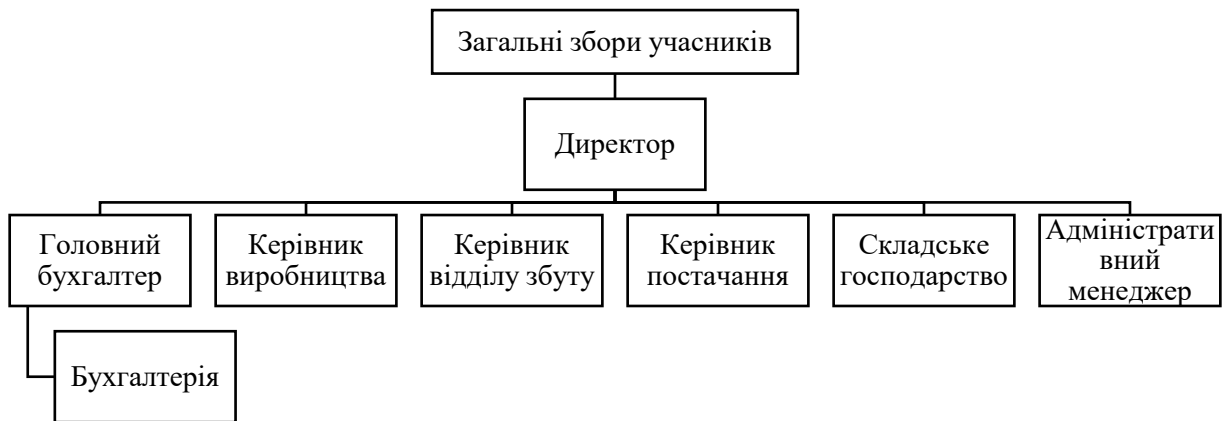 Загальні збори учасників
Директор
Головний
бухгалтер
Керівник
виробництва
Керівник
відділу збуту
Керівник
постачання
Складське
господарство
Адміністрати
вний
менеджер
Бухгалтерія